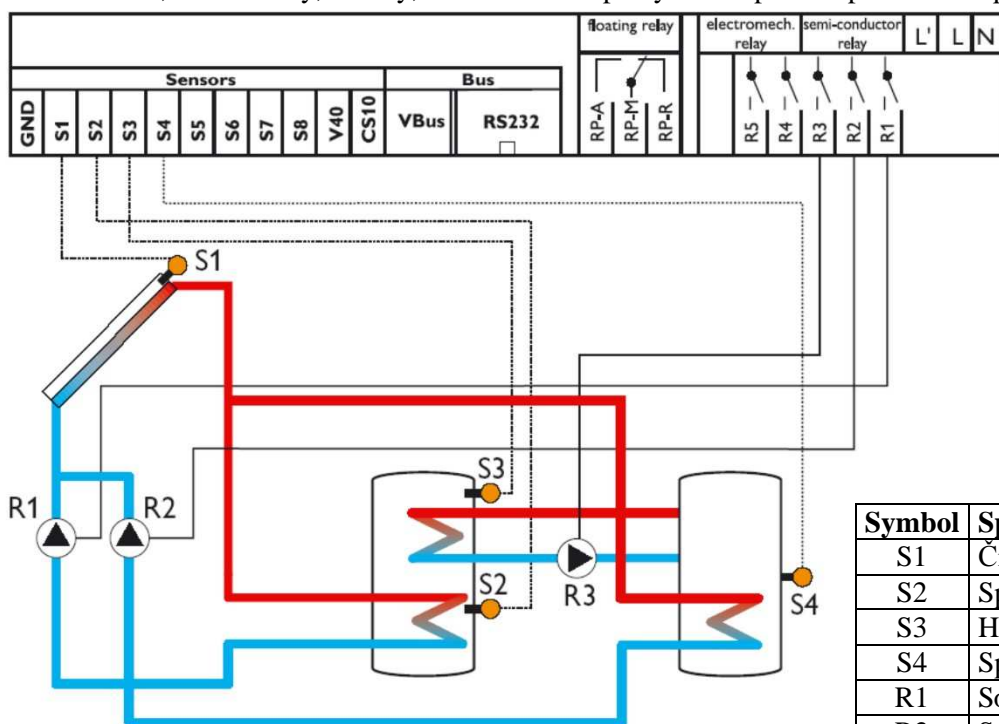 floating relay
electromech. relay
semi-conductor relay
L' L N
Sensors
Bus
GND S1 S2 S3 S4 S5 S6 S7 S8 V40 CS10
VBus RS232
RP-A RP-M RP-R
R5 R4 R3 R2 R1
S1
R1 R2
S3
S2
R3
S4
Symbol
S1
S2
S3
S4
R1